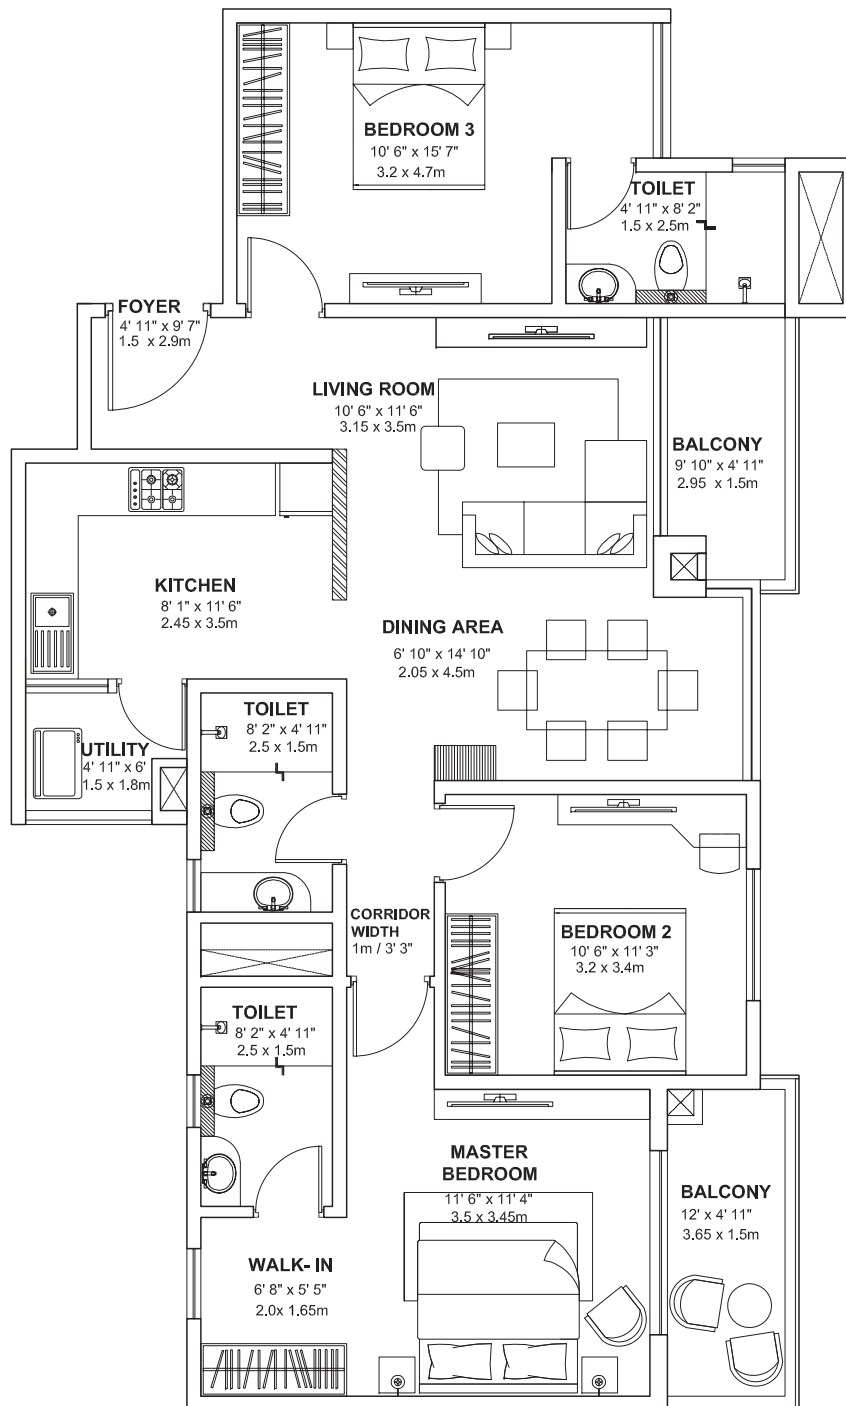 BEDROOM 3
10' 6" x 15' 7"
3.2 x 4.7m
TOILET
4' 11" x 8' 2"
1.5 x 2.5m
FOYER
4' 11" x 9' 7"
1.5 x 2.9m
LIVING ROOM
10' 6" x 11' 6"
3.15 x 3.5m
BALCONY
9' 10" x 4' 11"
2.95 x 1.5m
KITCHEN
8' 1" x 11' 6"
2.45 x 3.5m
DINING AREA
6' 10" x 14' 10"
2.05 x 4.5m
TOILET
8' 2" x 4' 11"
2.5 x 1.5m
UTILITY
4' 11" x 6'
1.5 x 1.8m
CORRIDOR
WIDTH
1m / 3' 3"
BEDROOM 2
10' 6" x 11' 3"
3.2 x 3.4m
TOILET
8' 2" x 4' 11"
2.5 x 1.5m
MASTER
BEDROOM
11' 6" x 11' 4"
3.5 x 3.45m
BALCONY
12' x 4' 11"
3.65 x 1.5m
WALK- IN
6' 8" x 5' 5"
2.0x 1.65m